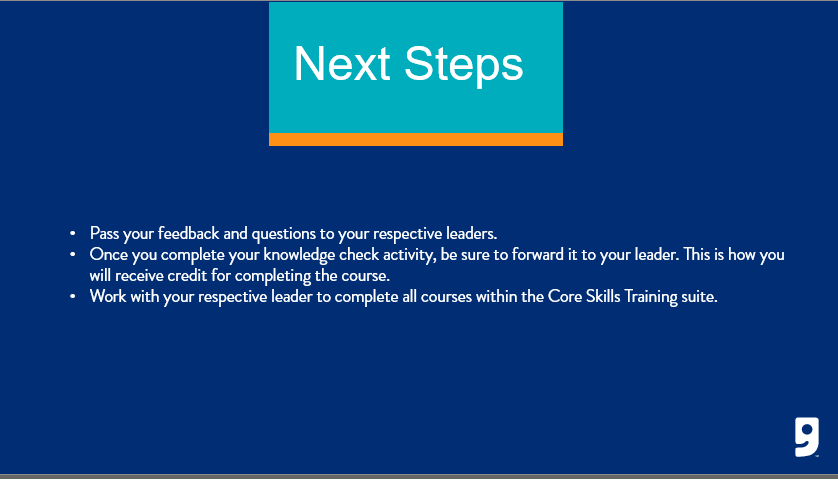 Next Steps
• Pass your feedback and questions to your respective leaders.
• Once you complete your knowledge check activity, be sure to forward it to your leader. This is how you
will receive credit for completing the course.
• Work with your respective leader to complete all courses within the Core Skills Training suite.